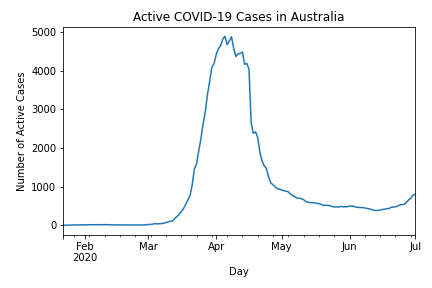 Active COVID-19 Cases in Australia
5000
4000
3000
2000
1000
0
Number of Active Cases
Feb Mar Apr May Jun Jul
2020
Day